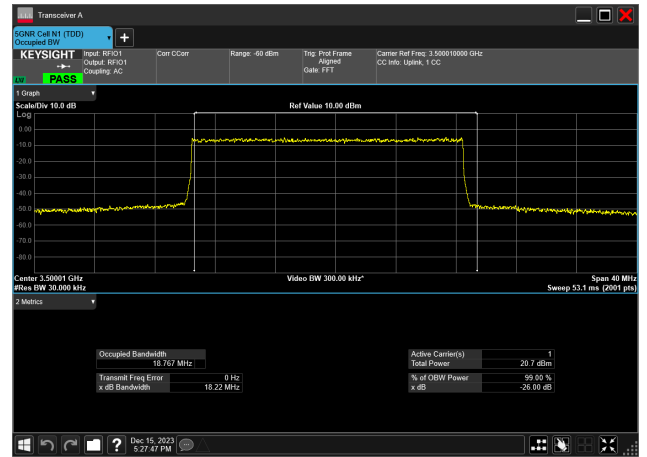 Transceiver A
5GNR Cell N1 (TDD)
Occupied BW
KEYSIGHT
LXI
PASS
Input: RFIO1
Output: RFIO1
Coupling: AC
Corr CCorr
Range: -60 dBm
Trig: Prot Frame
Aligned
Gate: FFT
Carrier Ref Freq: 3.500010000 GHz
CC Info: Uplink, 1 CC
1 Graph
Scale/Div 10.0 dB
Ref Value 10.00 dBm
Log
0.00
-10.0
-20.0
-30.0
-40.0
-50.0
-60.0
-70.0
-80.0
Center 3.50001 GHz
Video BW 300.00 kHz*
Span 40 MHz
#Res BW 30.000 kHz
Sweep 53.1 ms (2001 pts)
2 Metrics
Occupied Bandwidth
18.767 MHz
Active Carrier(s) 1
Total Power 20.7 dBm
Transmit Freq Error 0 Hz
x dB Bandwidth 18.22 MHz
% of OBW Power 99.00 %
x dB -26.00 dB
Dec 15, 2023
5:27:47 PM